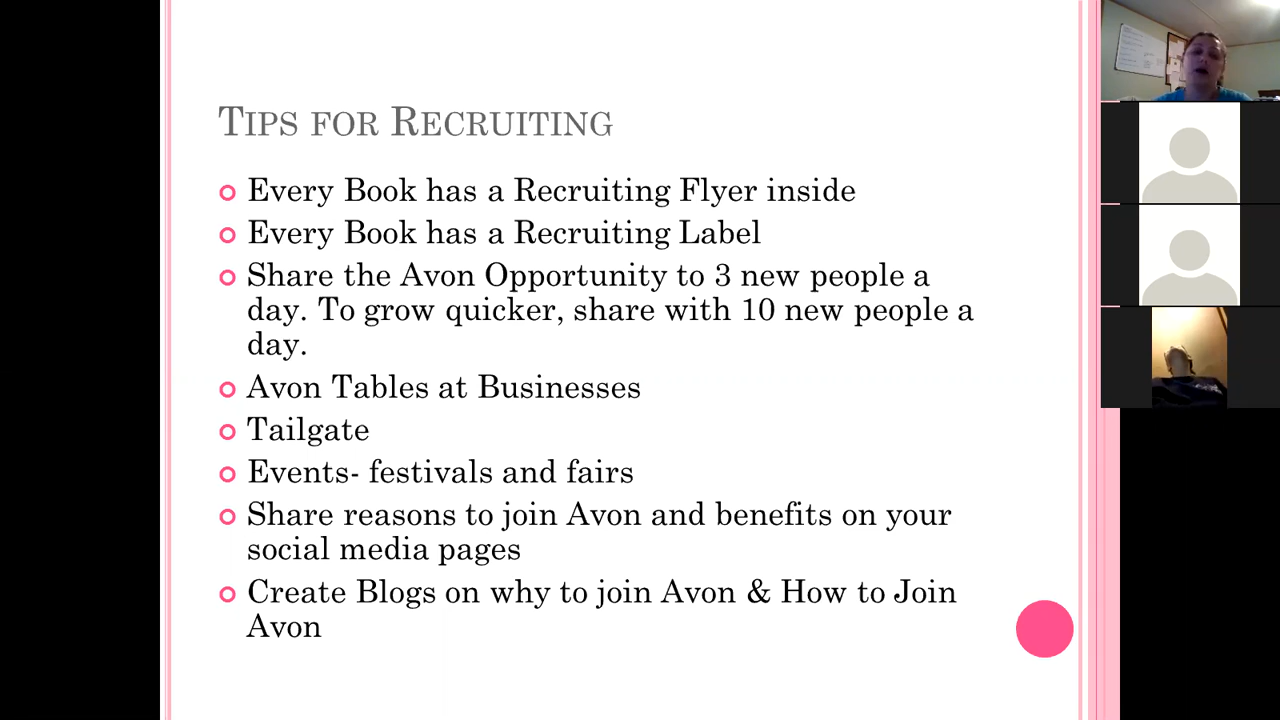 Tips for Recruiting
Every Book has a Recruiting Flyer inside
Every Book has a Recruiting Label
Share the Avon Opportunity to 3 new people a
day. To grow quicker, share with 10 new people a
day.
Avon Tables at Businesses
Tailgate
Events- festivals and fairs
Share reasons to join Avon and benefits on your
social media pages
Create Blogs on why to join Avon & How to Join
Avon